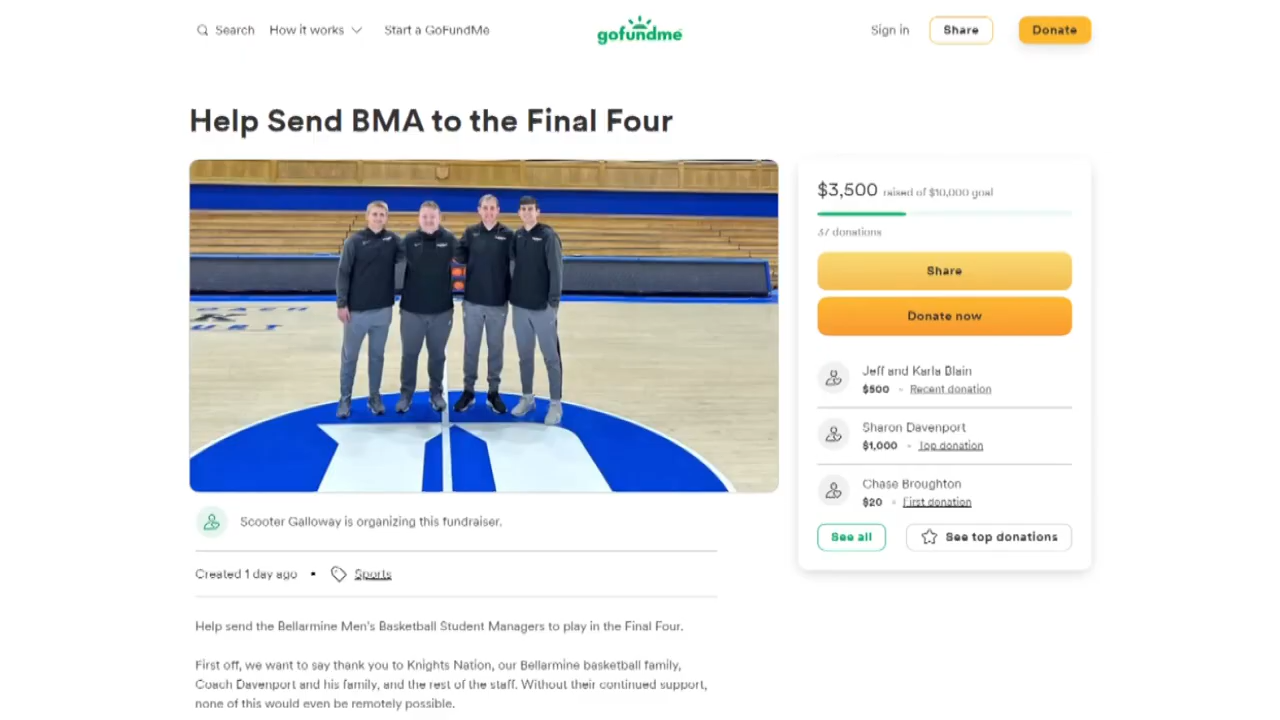 Search How it works Start a GoFundMe gofundme Sign in Share Donate
Help Send BMA to the Final Four
$3,500 raised of $10,000 goal
37 donations
Share
Donate now
Jeff and Karla Blain
$500 • Recent donation
Sharon Davenport
$1,000 • Top donation
Chase Broughton
$20 • First donation
See all See top donations
COACH
K
COURT
Scooter Galloway is organizing this fundraiser.
Created 1 day ago • Sports
Help send the Bellarmine Men's Basketball Student Managers to play in the Final Four.
First off, we want to say thank you to Knights Nation, our Bellarmine basketball family,
Coach Davenport and his family, and the rest of the staff. Without their continued support,
none of this would even be remotely possible.